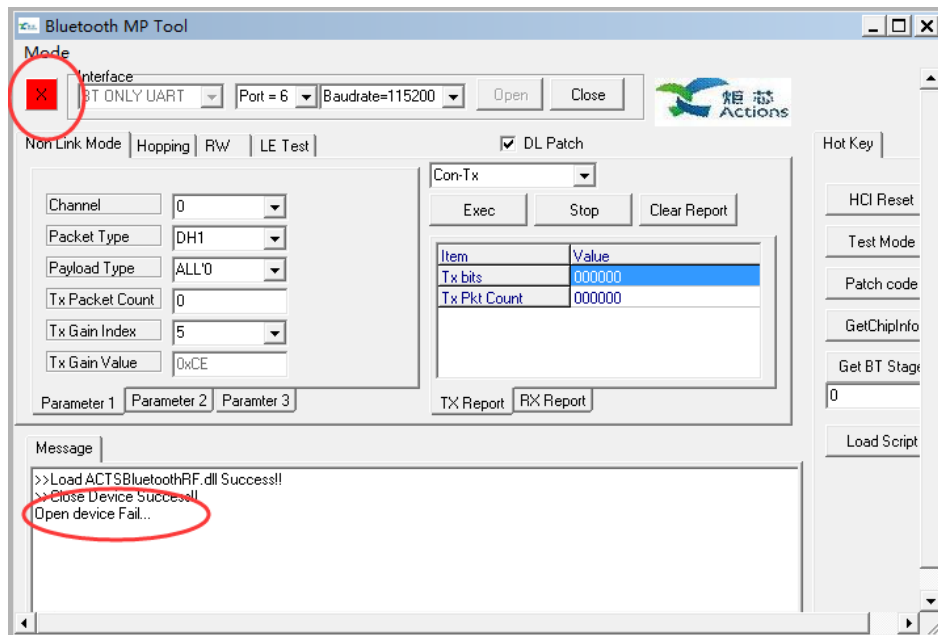 Bluetooth MP Tool
Mode
X
Interface
BT ONLY UART
Port = 6
Baudrate=115200
Open
Close
炬芯
Actions
Non Link Mode
Hopping
RW
LE Test
DL Patch
Hot Key
Con-Tx
Exec
Stop
Clear Report
Channel
0
Packet Type
DH1
Payload Type
ALL'0
Tx Packet Count
0
Tx Gain Index
5
Tx Gain Value
0xCE
Parameter 1
Parameter 2
Paramter 3
Item
Value
Tx bits
000000
Tx Pkt Count
000000
TX Report
RX Report
HCI Reset
Test Mode
Patch code
GetChipInfo
Get BT Stage
0
Load Script
Message
>>Load ACTSBluetoothRF.dll Success!!
>>Close Device Success!!
Open device Fail...